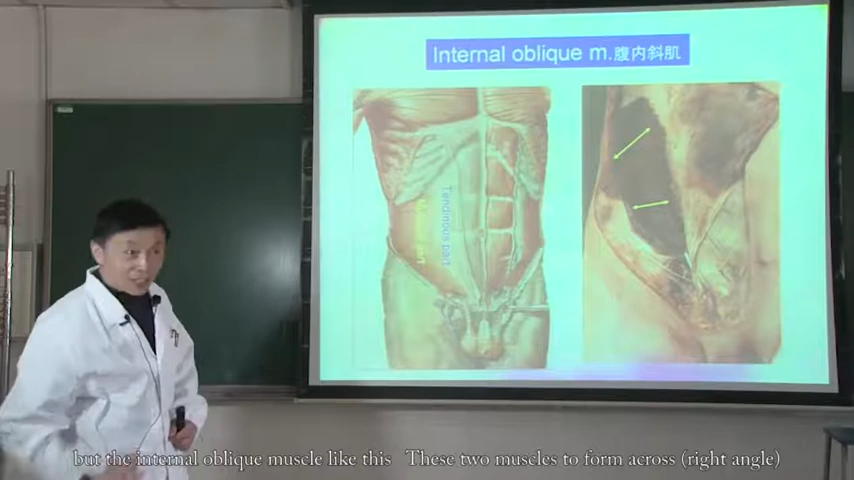 Internal oblique m.腹内斜肌
Tendinous part
but the internal oblique muscle like this These two muscles to form across (right angle)